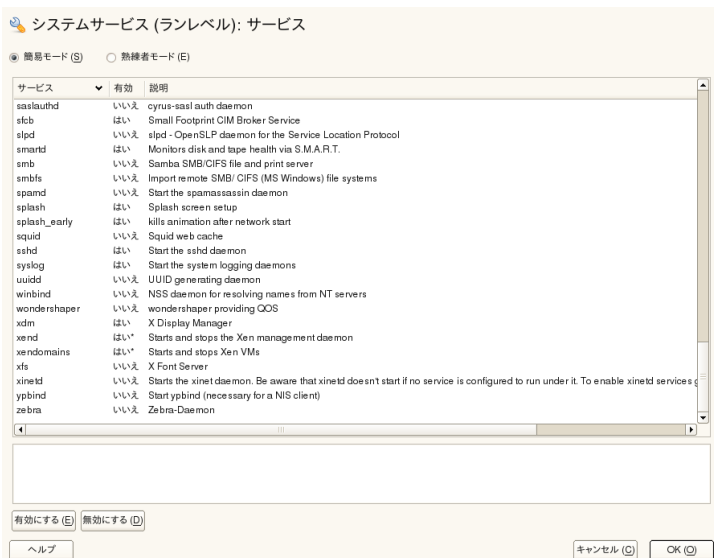 システムサービス (ランレベル): サービス
簡易モード (S) 熟練者モード (E)
サービス 有効 説明
saslauthd いいえ cyrus-sasl auth daemon
sfcb はい Small Footprint CIM Broker Service
slpd いいえ slpd - OpenSLP daemon for the Service Location Protocol
smartd はい Monitors disk and tape health via S.M.A.R.T.
smb いいえ Samba SMB/CIFS file and print server
smbfs いいえ Import remote SMB/ CIFS (MS Windows) file systems
spamd いいえ Start the spamassassin daemon
splash はい Splash screen setup
splash_early はい kills animation after network start
squid いいえ Squid web cache
sshd はい Start the sshd daemon
syslog はい Start the system logging daemons
uuidd いいえ UUID generating daemon
winbind いいえ NSS daemon for resolving names from NT servers
wondershaper いいえ wondershaper providing QOS
xdm はい X Display Manager
xend はい* Starts and stops the Xen management daemon
xendomains はい* Starts and stops Xen VMs
xfs いいえ X Font Server
xinetd いいえ Starts the xinet daemon. Be aware that xinetd doesn't start if no service is configured to run under it. To enable xinetd services
ypbind いいえ Start ypbind (necessary for a NIS client)
zebra いいえ Zebra-Daemon
有効にする (E) 無効にする (D)
ヘルプ キャンセル (C) OK (O)